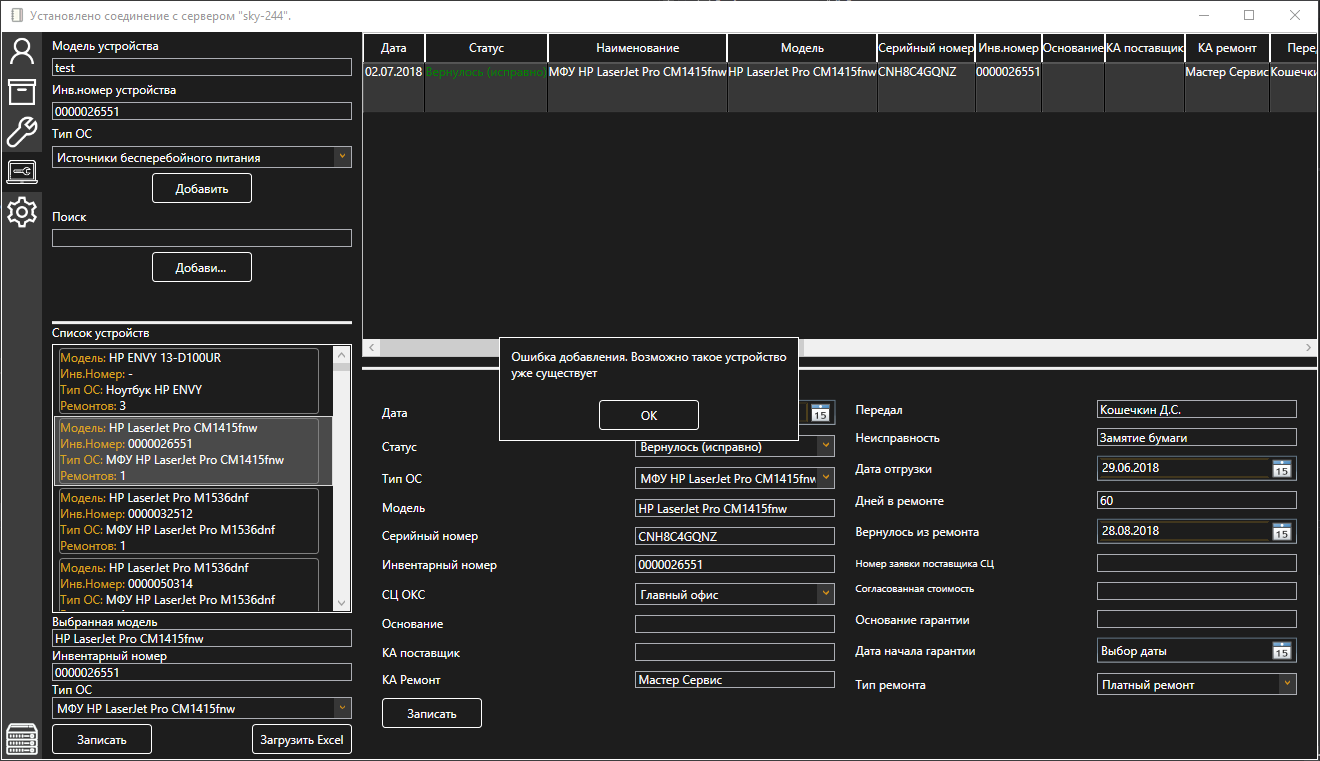 Установлено соединение с сервером "sky-244".
Модель устройства
test
Инв.номер устройства
0000026551
Тип ОС
Источники бесперебойного питания
Добавить
Поиск
Добави...
Список устройств
Модель: HP ENVY 13-D100UR
Инв.Номер: -
Тип ОС: Ноутбук HP ENVY
Ремонтов: 3
Модель: HP LaserJet Pro CM1415fnw
Инв.Номер: 0000026551
Тип ОС: МФУ HP LaserJet Pro CM1415fnw
Ремонтов: 1
Модель: HP LaserJet Pro M1536dnf
Инв.Номер: 0000032512
Тип ОС: МФУ HP LaserJet Pro M1536dnf
Ремонтов: 1
Модель: HP LaserJet Pro M1536dnf
Инв.Номер: 0000050314
Тип ОС: МФУ HP LaserJet Pro M1536dnf
Выбранная модель
HP LaserJet Pro CM1415fnw
Инвентарный номер
0000026551
Тип ОС
МФУ HP LaserJet Pro CM1415fnw
Записать
Загрузить Excel
Дата Статус Наименование Модель Серийный номер Инв.номер Основание КА поставщик КА ремонт Перед
02.07.2018 Вернулось (исправно) МФУ HP LaserJet Pro CM1415fnw HP LaserJet Pro CM1415fnw CNH8C4GQNZ 0000026551 Мастер Сервис Кошечки
Ошибка добавления. Возможно такое устройство
уже существует
ОК
Дата
15
Статус
Вернулось (исправно)
Тип ОС
МФУ HP LaserJet Pro CM1415fnw
Модель
HP LaserJet Pro CM1415fnw
Серийный номер
CNH8C4GQNZ
Инвентарный номер
0000026551
СЦ ОКС
Главный офис
Основание
КА поставщик
КА Ремонт
Мастер Сервис
Записать
Передал
Кошечкин Д.С.
Неисправность
Замятие бумаги
Дата отгрузки
29.06.2018
15
Дней в ремонте
60
Вернулось из ремонта
28.08.2018
15
Номер заявки поставщика СЦ
Согласованная стоимость
Основание гарантии
Дата начала гарантии
Выбор даты
15
Тип ремонта
Платный ремонт